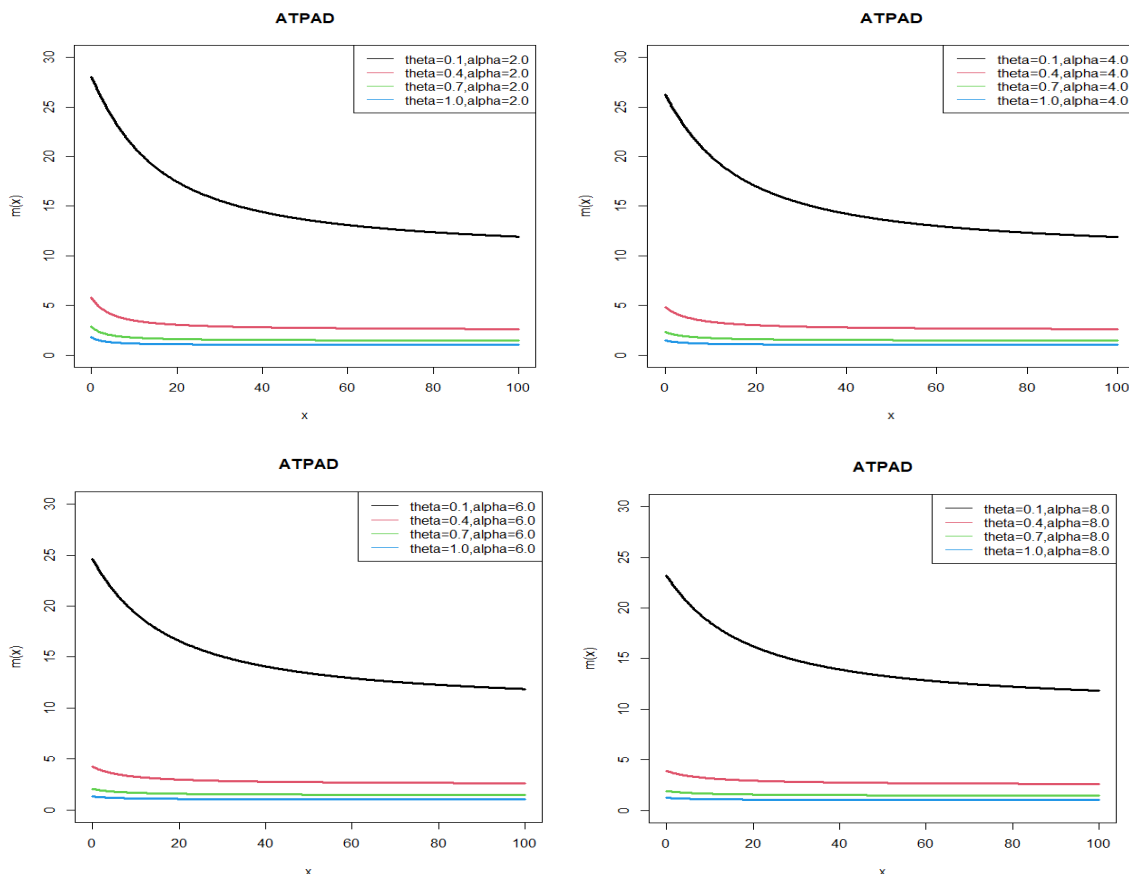 ATPAD
theta=0.1,alpha=2.0
theta=0.4,alpha=2.0
theta=0.7,alpha=2.0
theta=1.0,alpha=2.0
30
25
20
15
10
5
0
m(x)
0 20 40 60 80 100
x
ATPAD
theta=0.1,alpha=4.0
theta=0.4,alpha=4.0
theta=0.7,alpha=4.0
theta=1.0,alpha=4.0
30
25
20
15
10
5
0
m(x)
0 20 40 60 80 100
x
ATPAD
theta=0.1,alpha=6.0
theta=0.4,alpha=6.0
theta=0.7,alpha=6.0
theta=1.0,alpha=6.0
30
25
20
15
10
5
0
m(x)
0 20 40 60 80 100
x
ATPAD
theta=0.1,alpha=8.0
theta=0.4,alpha=8.0
theta=0.7,alpha=8.0
theta=1.0,alpha=8.0
30
25
20
15
10
5
0
m(x)
0 20 40 60 80 100
x